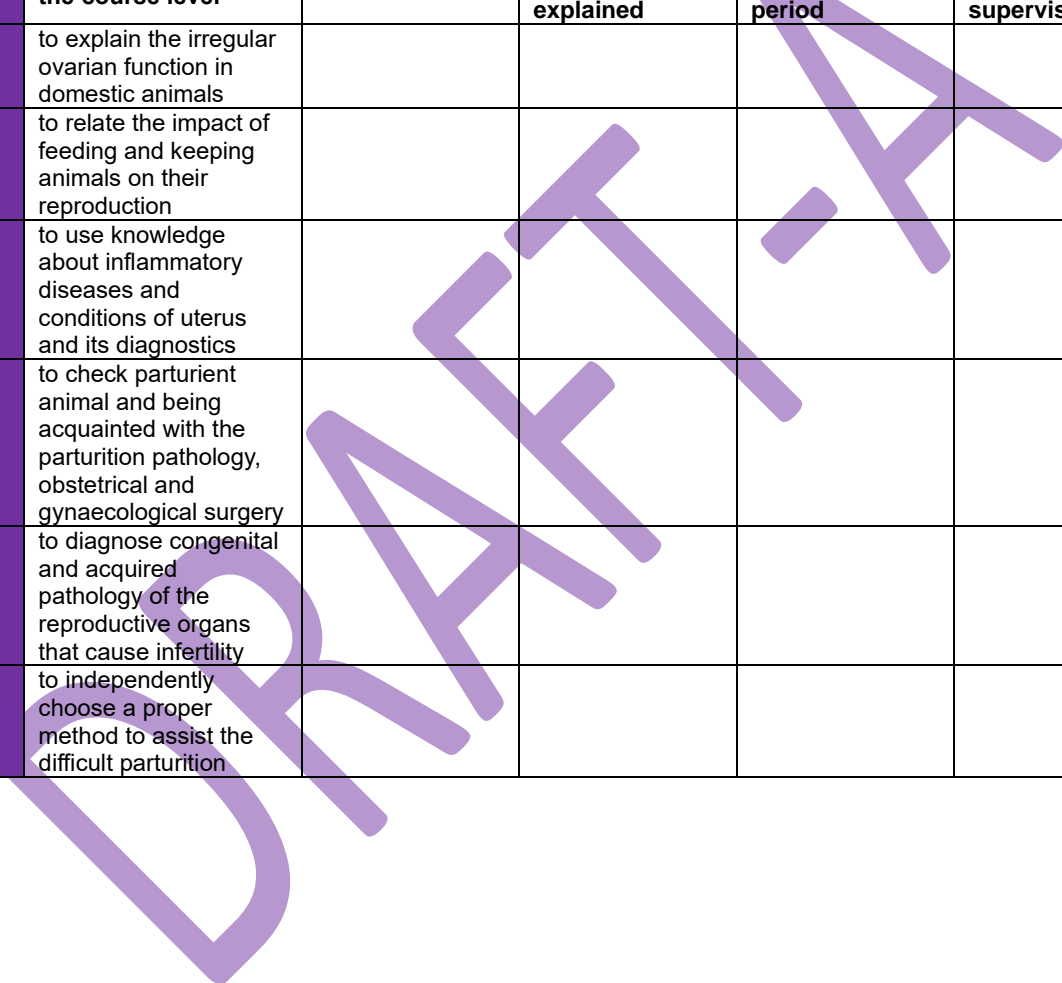 the course level
explained
period
to explain the irregular
ovarian function in
domestic animals
to relate the impact of
feeding and keeping
animals on their
reproduction
to use knowledge
about inflammatory
diseases and
conditions of uterus
and its diagnostics
to check parturient
animal and being
acquainted with the
parturition pathology,
obstetrical and
gynaecological surgery
to diagnose congenital
and acquired
pathology of the
reproductive organs
that cause infertility
to independently
choose a proper
method to assist the
difficult parturition
DRAFT - A